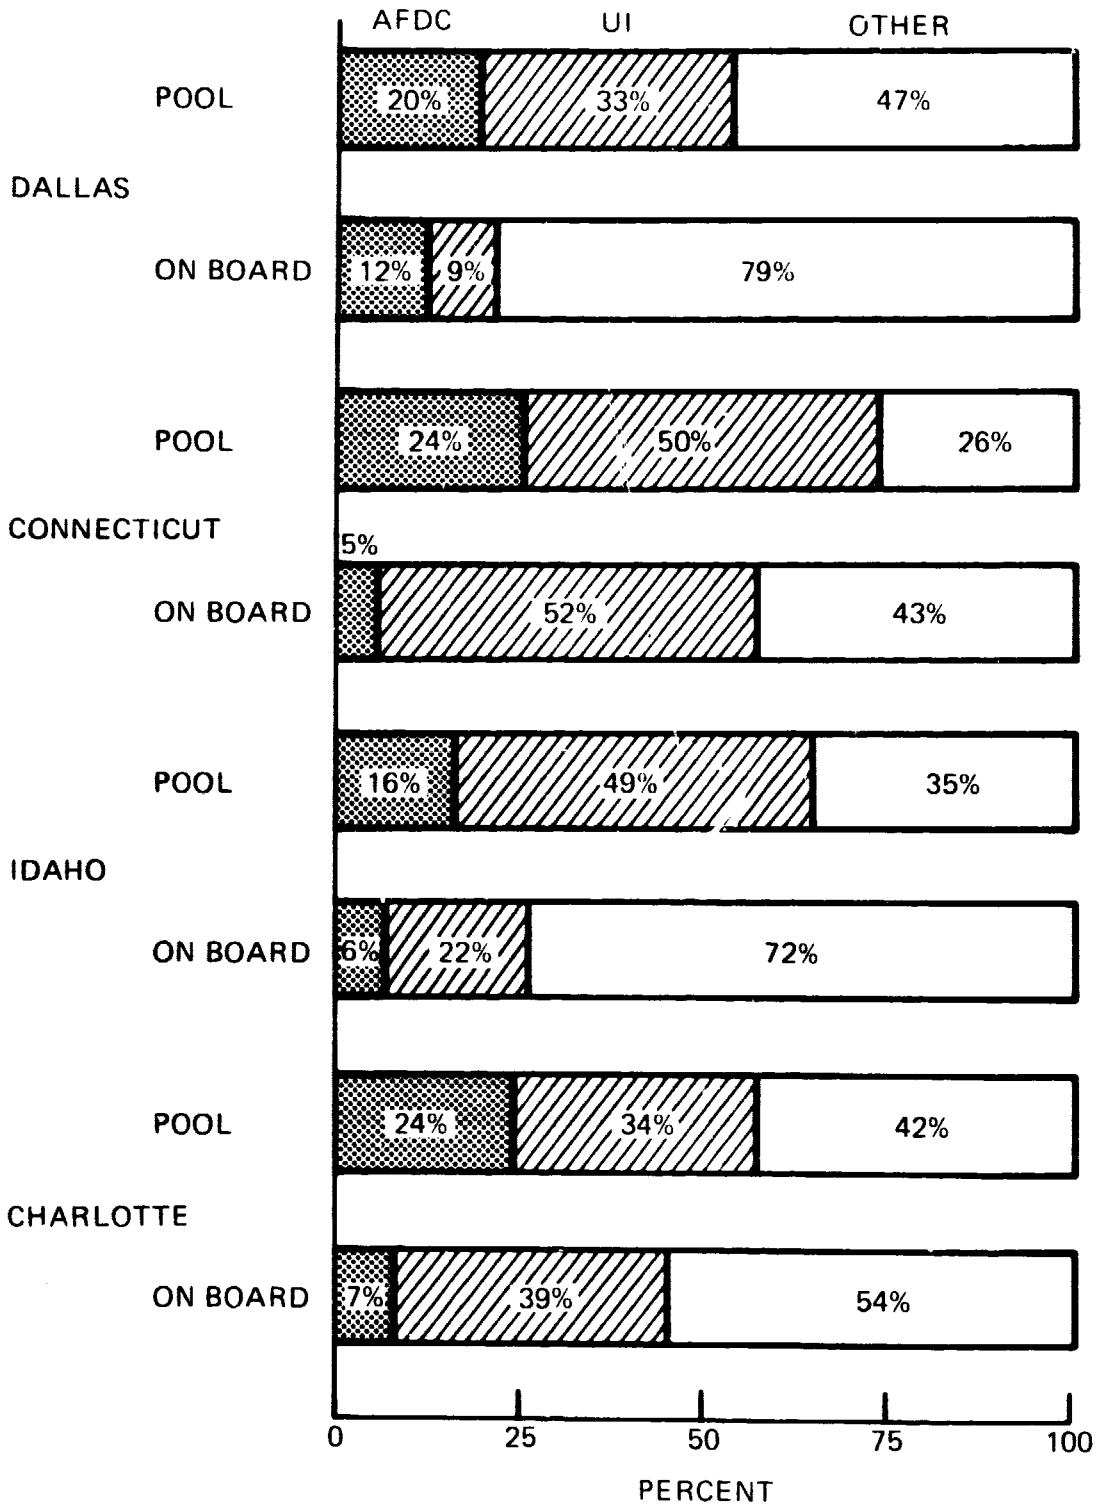 AFDC UI OTHER
POOL 20% 33% 47%
DALLAS
ON BOARD 12% 9% 79%
POOL 24% 50% 26%
CONNECTICUT
5%
ON BOARD 52% 43%
POOL 16% 49% 35%
IDAHO
ON BOARD 6% 22% 72%
POOL 24% 34% 42%
CHARLOTTE
ON BOARD 7% 39% 54%
0 25 50 75 100
PERCENT